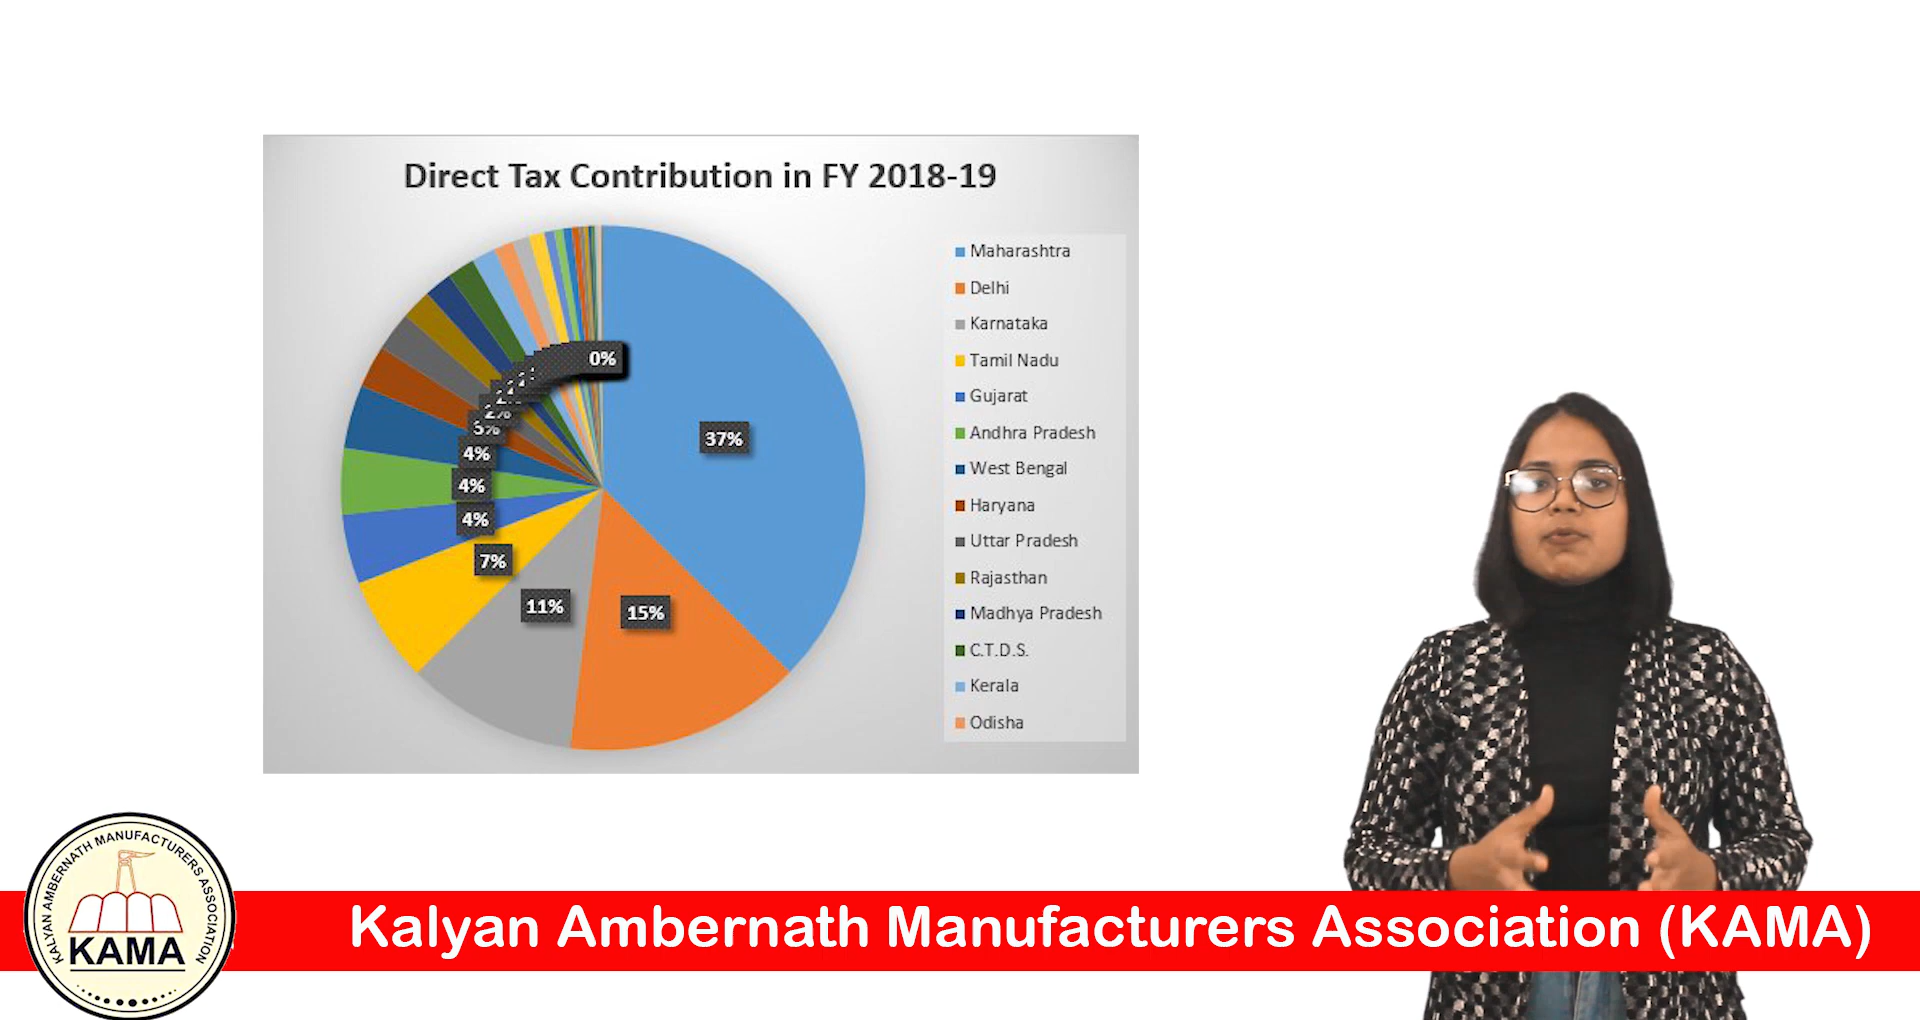 Direct Tax Contribution in FY 2018-19
Maharashtra
Delhi
Karnataka
Tamil Nadu
Gujarat
Andhra Pradesh
West Bengal
Haryana
Uttar Pradesh
Rajasthan
Madhya Pradesh
C.T.D.S.
Kerala
Odisha
0%
37%
2%
4%
4%
4%
7%
11%
15%
KALYAN AMBERNATH MANUFACTURERS ASSOCIATION
KAMA
Kalyan Ambernath Manufacturers Association (KAMA)